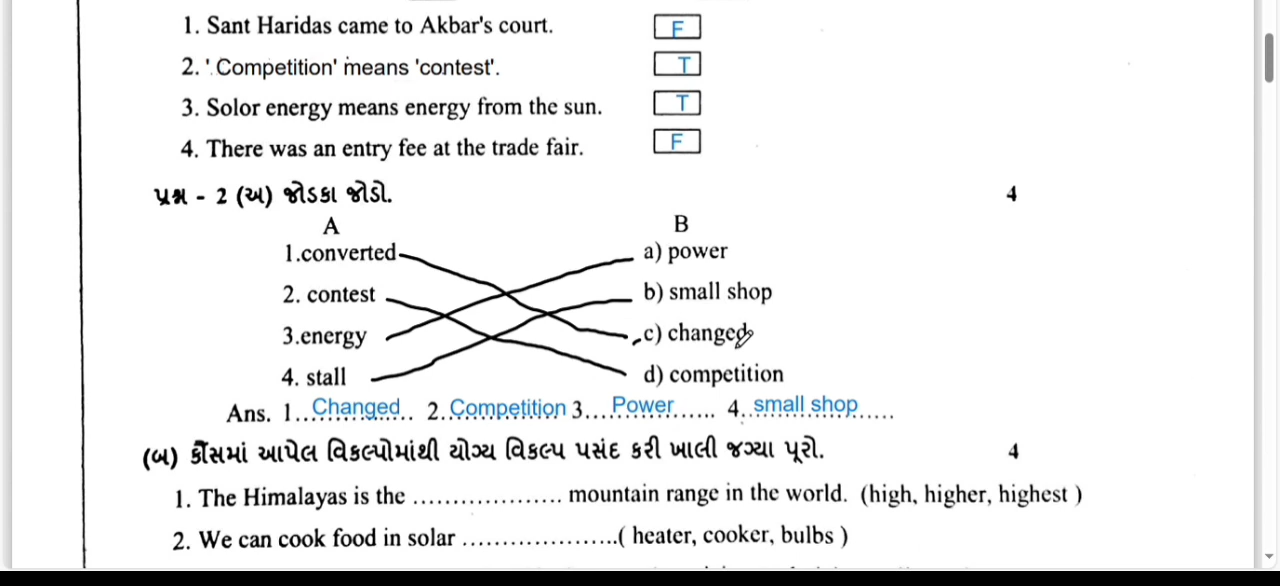 1. Sant Haridas came to Akbar's court. F
2. 'Competition' means 'contest'. T
3. Solor energy means energy from the sun. T
4. There was an entry fee at the trade fair. F
પ્રશ્ન - 2 (અ) જોડકા જોડો. 4
A B
1.converted a) power
2. contest b) small shop
3.energy c) changed
4. stall d) competition
Ans. 1..Changed.. 2..Competition 3...Power...... 4..small shop.....
(બ) કૌંસમાં આપેલ વિકલ્પોમાંથી યોગ્ય વિકલ્પ પસંદ કરી ખાલી જગ્યા પૂરો. 4
1. The Himalayas is the ................... mountain range in the world. (high, higher, highest )
2. We can cook food in solar ....................( heater, cooker, bulbs )